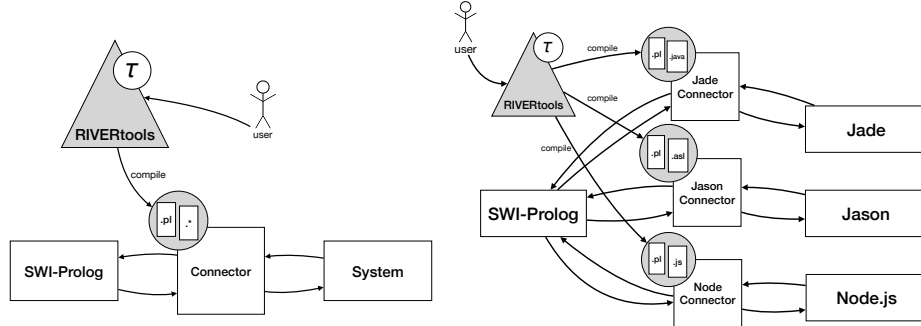 τ
RIVERtools
user
compile
.pl
.*
SWI-Prolog
Connector
System
user
τ
RIVERtools
compile
.pl
.java
Jade
Connector
Jade
compile
compile
.pl
.asl
Jason
Connector
SWI-Prolog
Jason
.pl
.js
Node
Connector
Node.js